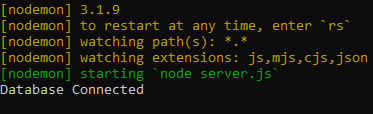 [nodemon] 3.1.9
[nodemon] to restart at any time, enter `rs`
[nodemon] watching path(s): *.*
[nodemon] watching extensions: js,mjs,cjs,json
[nodemon] starting `node server.js`
Database Connected